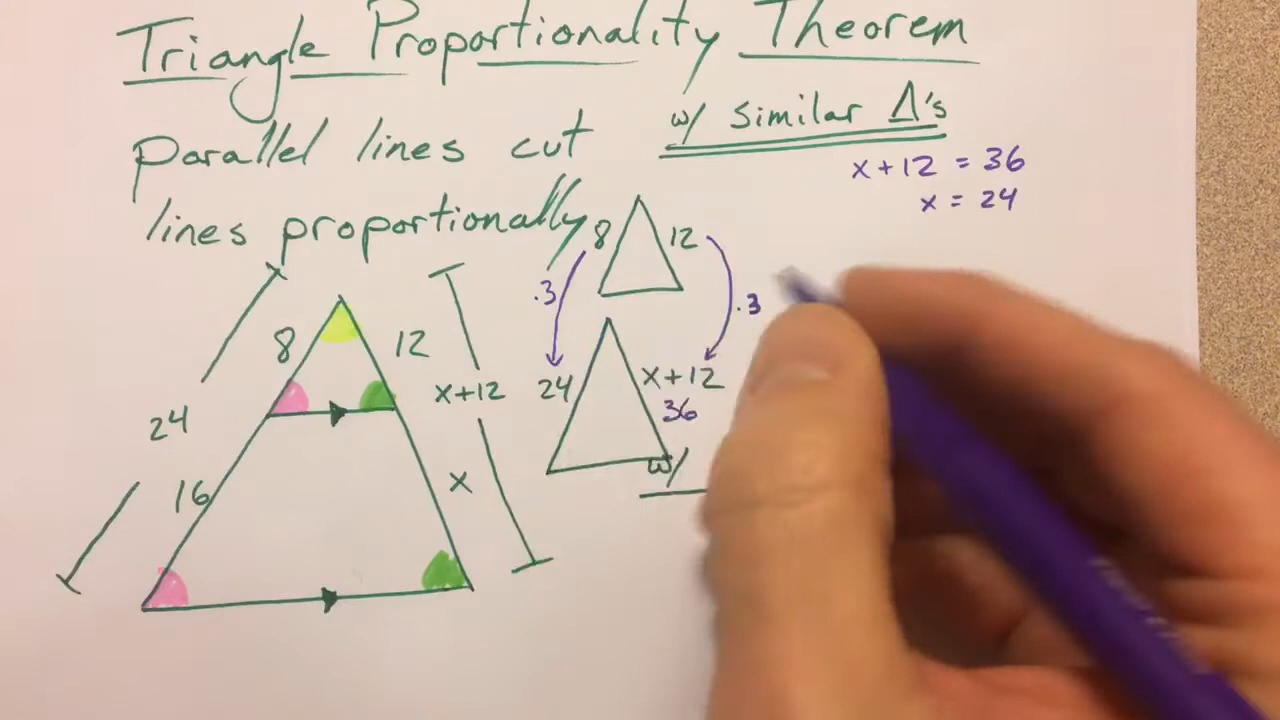 Triangle Proportionality Theorem
parallel lines cut
lines proportionally
w/ similar Δ's
x+12 = 36
x = 24
8 12
.3 .3
24 x+12
36
w/
8 12
24 x+12
16 x